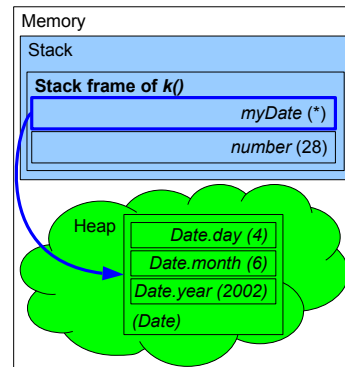 Memory
Stack
Stack frame of k()
myDate (*)
number (28)
Heap
Date.day (4)
Date.month (6)
Date.year (2002)
(Date)